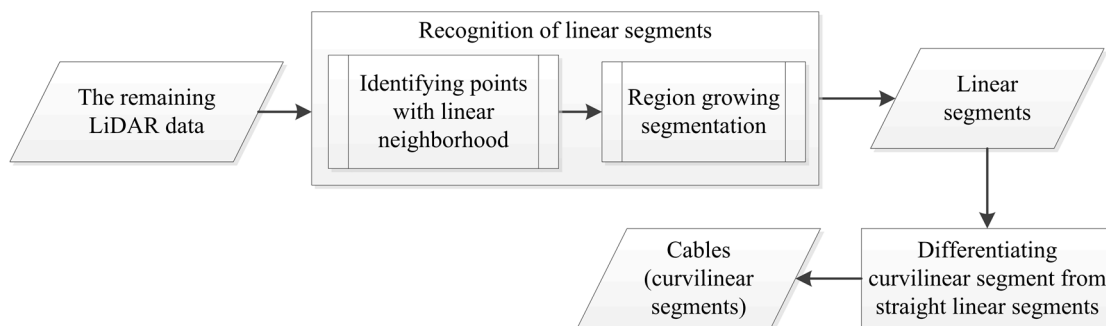 Recognition of linear segments
The remaining
LiDAR data
Identifying points
with linear
neighborhood
Region growing
segmentation
Linear
segments
Differentiating
curvilinear segment from
straight linear segments
Cables
(curvilinear
segments)